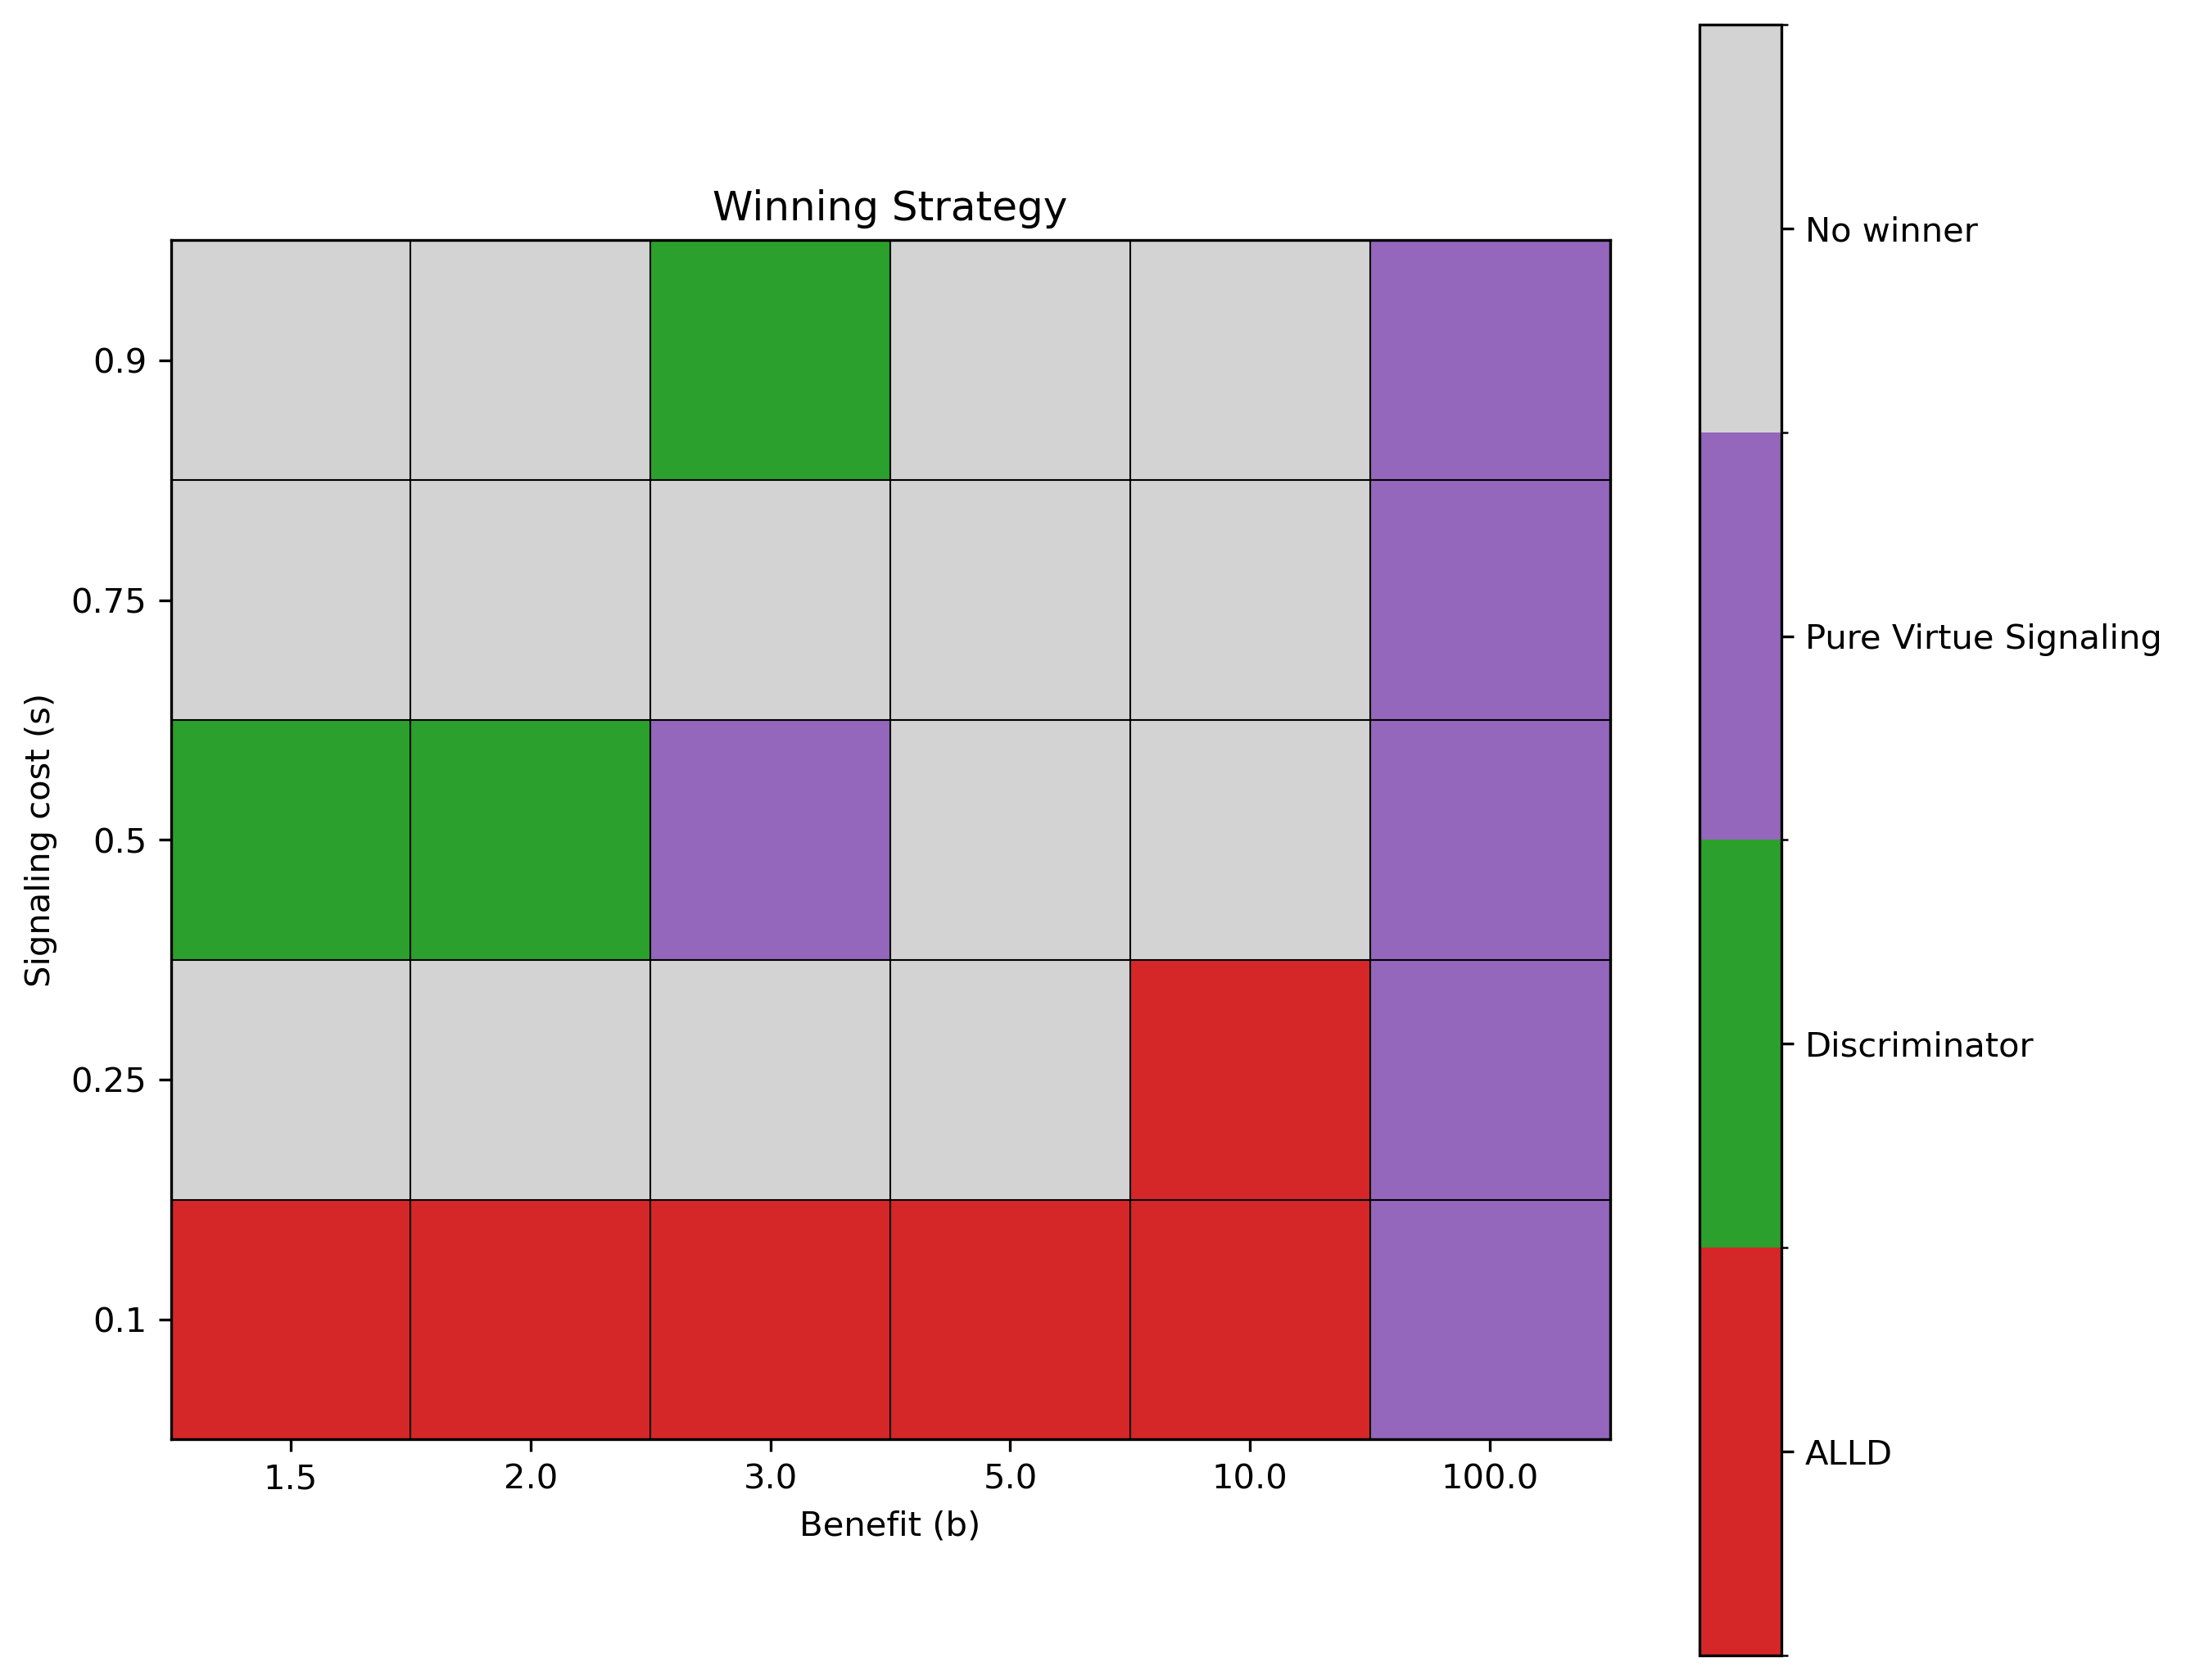 Winning Strategy
0.9
0.75
0.5
0.25
0.1
Signaling cost (s)
1.5 2.0 3.0 5.0 10.0 100.0
Benefit (b)
No winner
Pure Virtue Signaling
Discriminator
ALLD